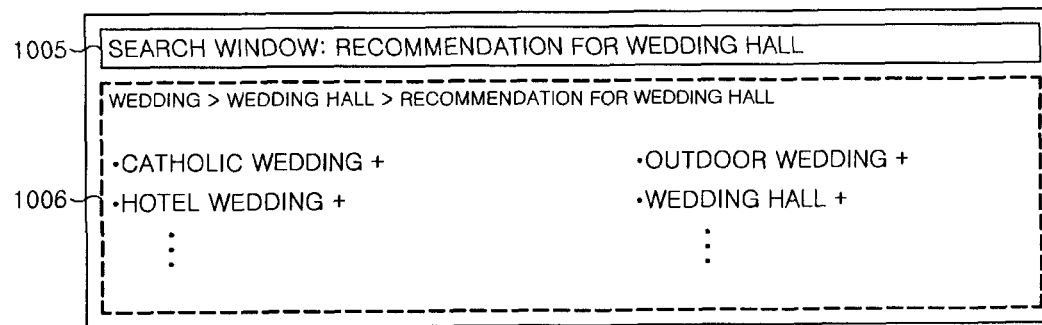 1005 SEARCH WINDOW: RECOMMENDATION FOR WEDDING HALL
WEDDING > WEDDING HALL > RECOMMENDATION FOR WEDDING HALL
•CATHOLIC WEDDING + •OUTDOOR WEDDING +
1006 •HOTEL WEDDING + •WEDDING HALL +